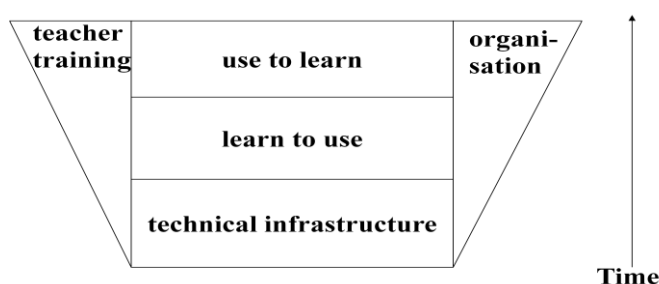 teacher
training
use to learn
organi-
sation
learn to use
technical infrastructure
Time